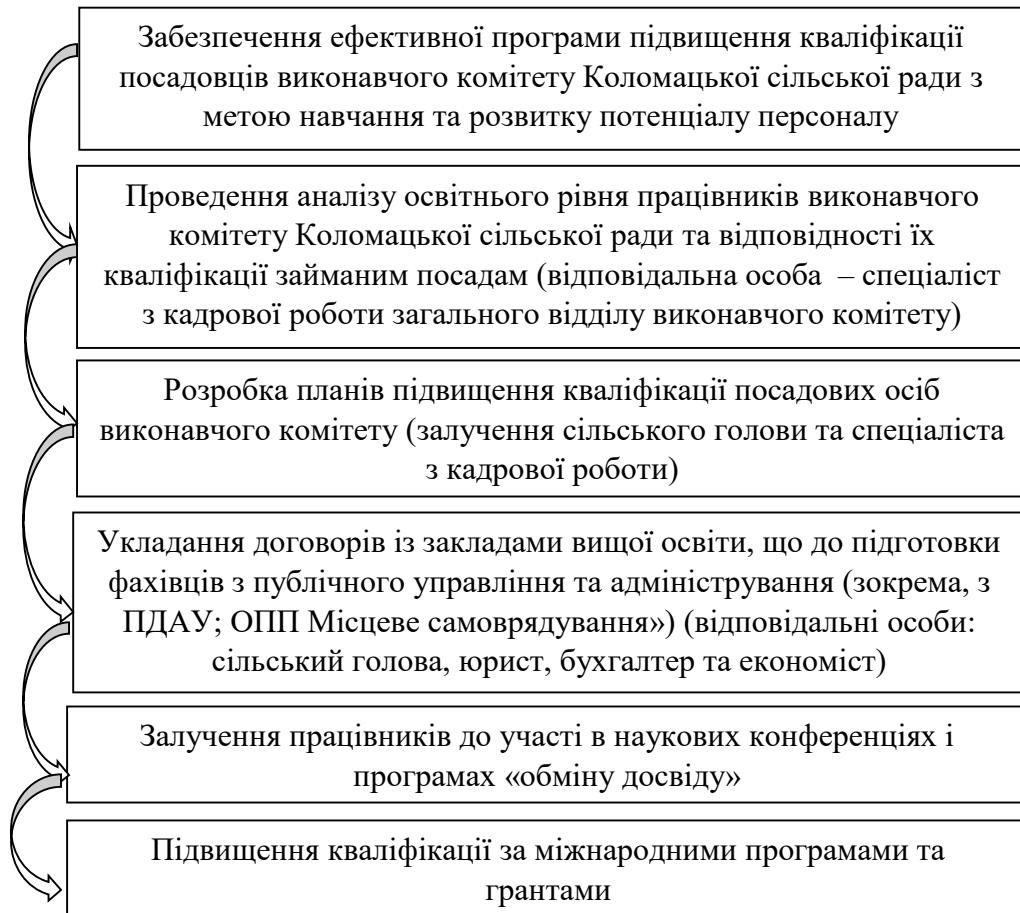 Забезпечення ефективної програми підвищення кваліфікації
посадовців виконавчого комітету Коломацької сільської ради з
метою навчання та розвитку потенціалу персоналу
Проведення аналізу освітнього рівня працівників виконавчого
комітету Коломацької сільської ради та відповідності їх
кваліфікації займаним посадам (відповідальна особа – спеціаліст
з кадрової роботи загального відділу виконавчого комітету)
Розробка планів підвищення кваліфікації посадових осіб
виконавчого комітету (залучення сільського голови та спеціаліста
з кадрової роботи)
Укладання договорів із закладами вищої освіти, що до підготовки
фахівців з публічного управління та адміністрування (зокрема, з
ПДАУ; ОПП Місцеве самоврядування») (відповідальні особи:
сільський голова, юрист, бухгалтер та економіст)
Залучення працівників до участі в наукових конференціях і
програмах «обміну досвіду»
Підвищення кваліфікації за міжнародними програмами та
грантами